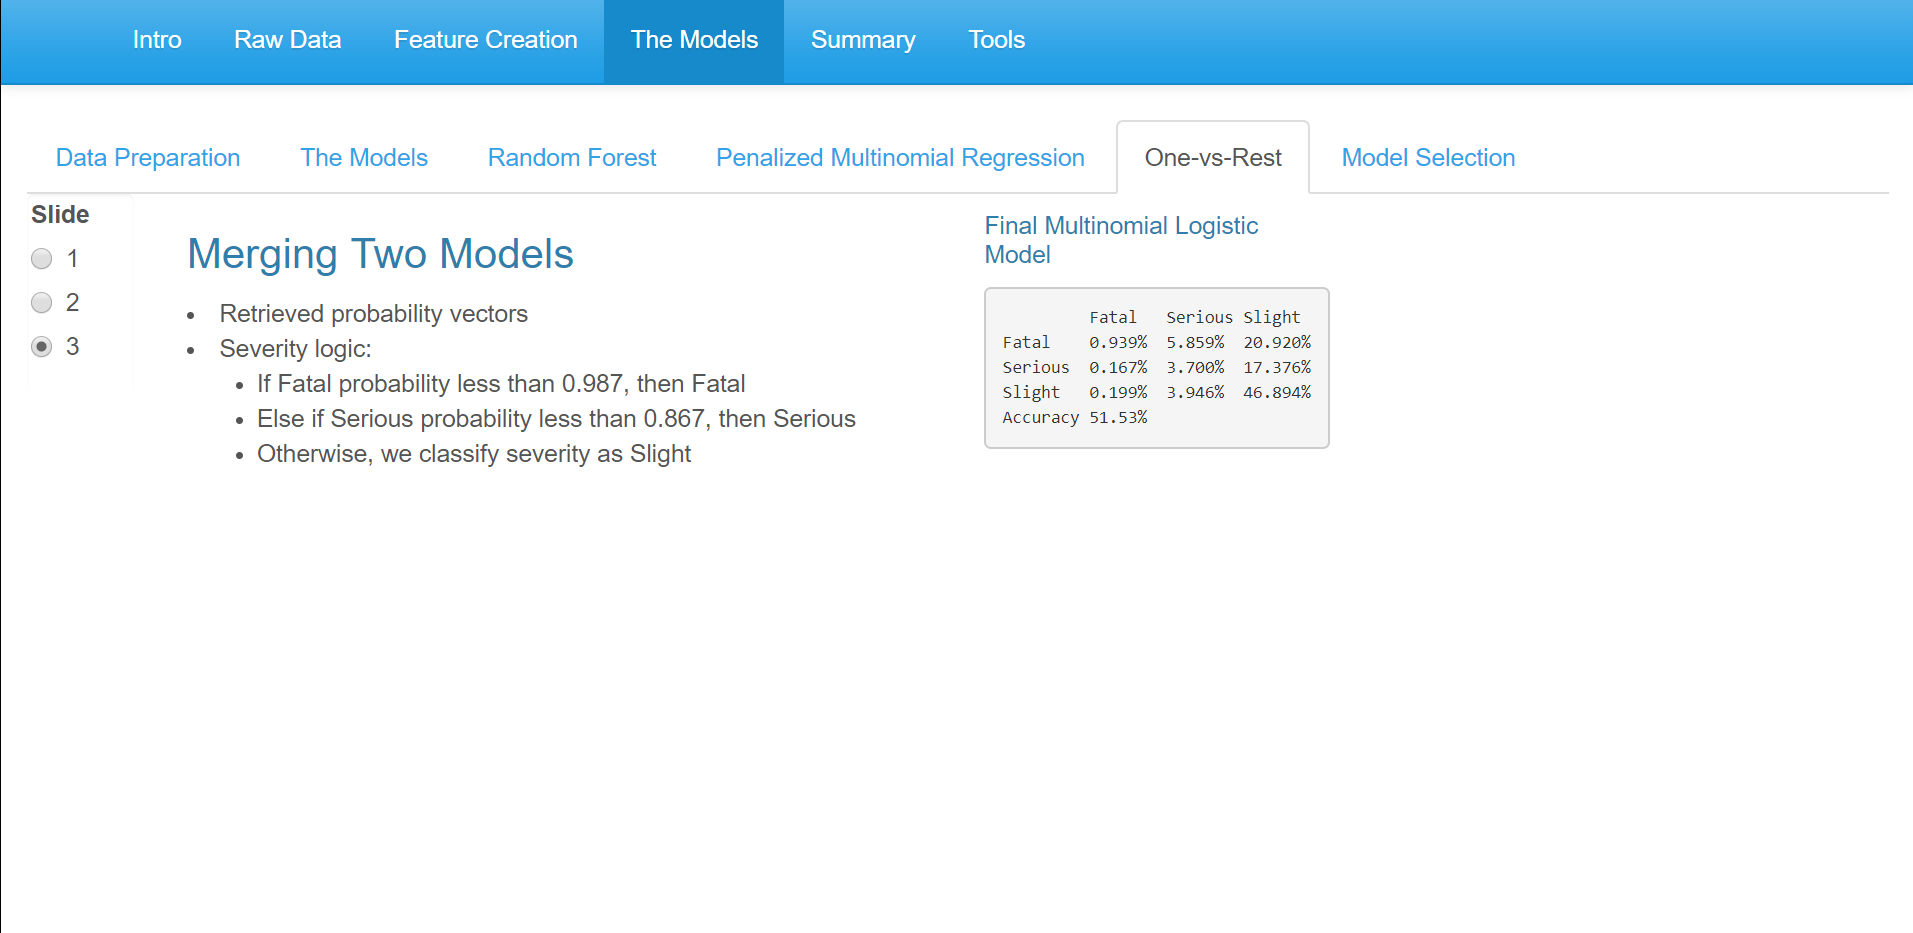 Intro Raw Data Feature Creation The Models Summary Tools
Data Preparation The Models Random Forest Penalized Multinomial Regression One-vs-Rest Model Selection
Slide
1
2
3
Merging Two Models
• Retrieved probability vectors
• Severity logic:
• If Fatal probability less than 0.987, then Fatal
• Else if Serious probability less than 0.867, then Serious
• Otherwise, we classify severity as Slight
Final Multinomial Logistic
Model
Fatal Serious Slight
Fatal 0.939% 5.859% 20.920%
Serious 0.167% 3.700% 17.376%
Slight 0.199% 3.946% 46.894%
Accuracy 51.53%